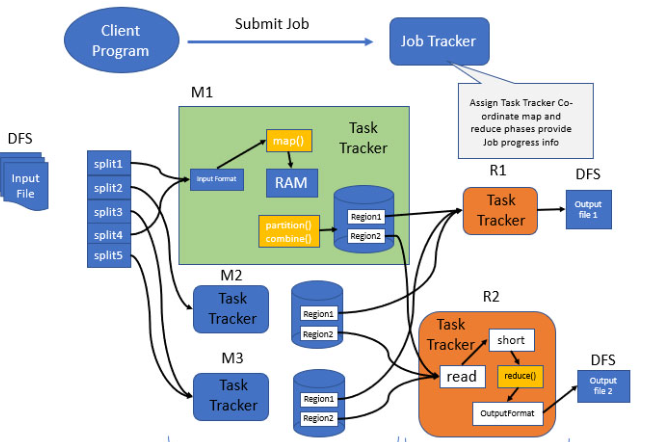 Client
Program
Submit Job
Job Tracker
Assign Task Tracker Co-
ordinate map and
reduce phases provide
Job progress info
M1
DFS
Input
File
split1
split2
split3
split4
split5
Task
Tracker
map()
Input Format
RAM
partition()
combine()
Region1
Region2
R1
Task
Tracker
DFS
Output
file 1
M2
Task
Tracker
Region1
Region2
M3
Task
Tracker
Region1
Region2
R2
Task
Tracker
short
read
reduce()
OutputFormat
DFS
Output
file 2